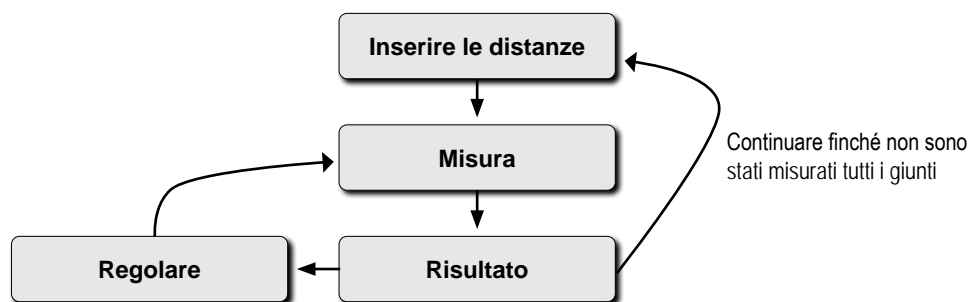 Inserire le distanze
Misura
Continuare finché non sono
stati misurati tutti i giunti
Regolare
Risultato